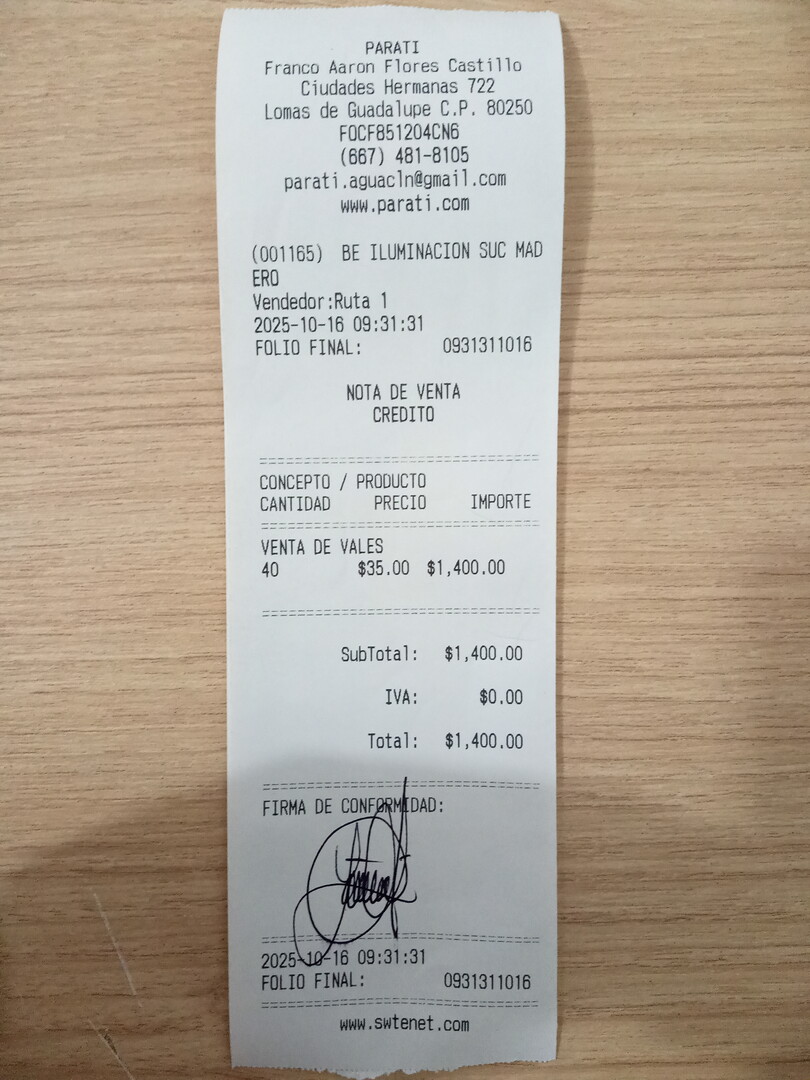 PARATI
Franco Aaron Flores Castillo
Ciudades Hermanas 722
Lomas de Guadalupe C.P. 80250
FOCF851204CN6
(667) 481-8105
parati.aguacln@gmail.com
www.parati.com
(001165) BE ILUMINACION SUC MAD
ERO
Vendedor:Ruta 1
2025-10-16 09:31:31
FOLIO FINAL: 0931311016
NOTA DE VENTA
CREDITO
CONCEPTO / PRODUCTO
CANTIDAD PRECIO IMPORTE
VENTA DE VALES
40 $35.00 $1,400.00
SubTotal: $1,400.00
IVA: $0.00
Total: $1,400.00
FIRMA DE CONFORMIDAD:
2025-10-16 09:31:31
FOLIO FINAL: 0931311016
www.swtenet.com